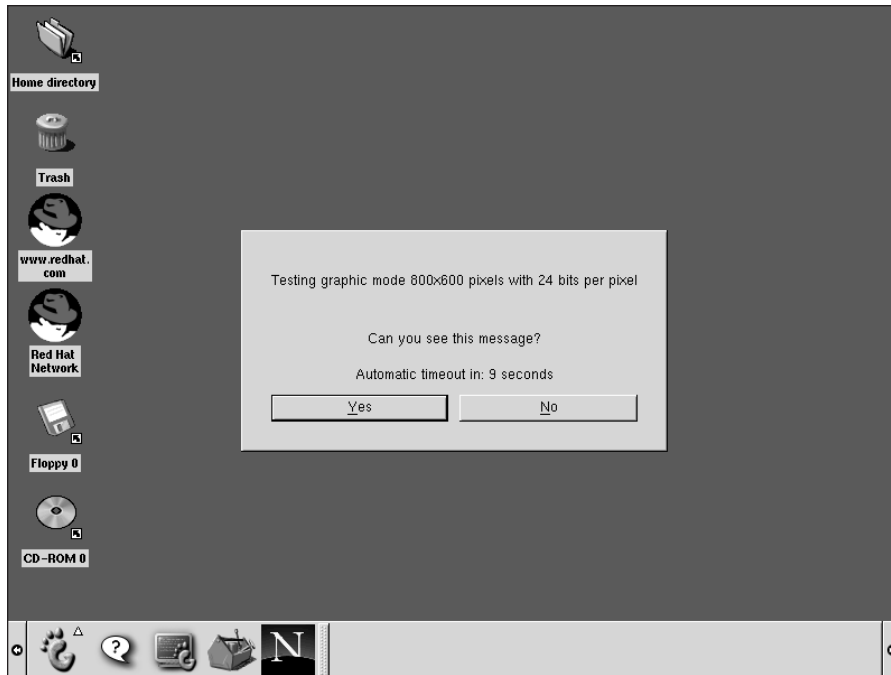 Home directory
Trash
www.redhat.
com
Red Hat
Network
Floppy 0
CD-ROM 0
Testing graphic mode 800x600 pixels with 24 bits per pixel
Can you see this message?
Automatic timeout in: 9 seconds
Yes
No
?
N